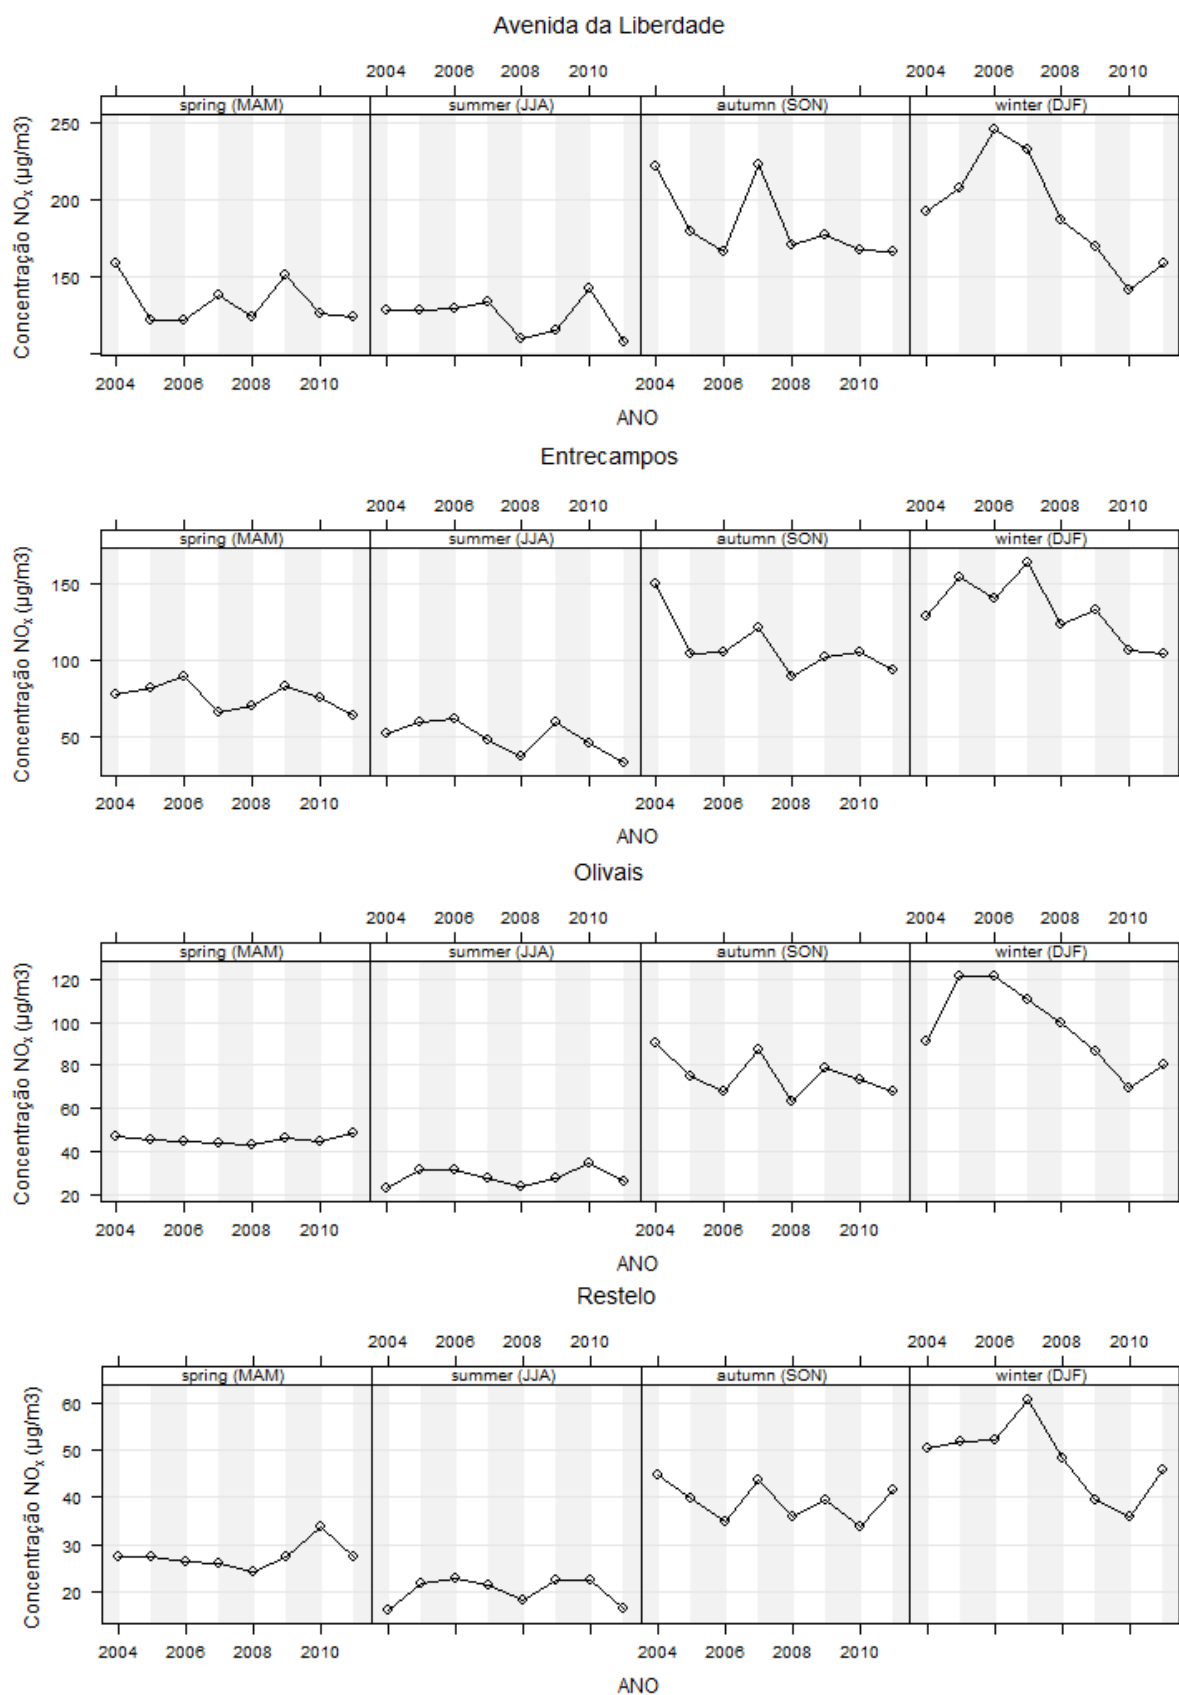 Avenida da Liberdade
2004 2006 2008 2010 2004 2006 2008 2010
spring (MAM) summer (JJA) autumn (SON) winter (DJF)
250
200
150
Concentração NOₓ (µg/m3)
2004 2006 2008 2010 2004 2006 2008 2010
ANO
Entrecampos
2004 2006 2008 2010 2004 2006 2008 2010
spring (MAM) summer (JJA) autumn (SON) winter (DJF)
150
100
50
Concentração NOₓ (µg/m3)
2004 2006 2008 2010 2004 2006 2008 2010
ANO
Olivais
2004 2006 2008 2010 2004 2006 2008 2010
spring (MAM) summer (JJA) autumn (SON) winter (DJF)
120
100
80
60
40
20
Concentração NOₓ (µg/m3)
2004 2006 2008 2010 2004 2006 2008 2010
ANO
Restelo
2004 2006 2008 2010 2004 2006 2008 2010
spring (MAM) summer (JJA) autumn (SON) winter (DJF)
60
50
40
30
20
Concentração NOₓ (µg/m3)
2004 2006 2008 2010 2004 2006 2008 2010
ANO